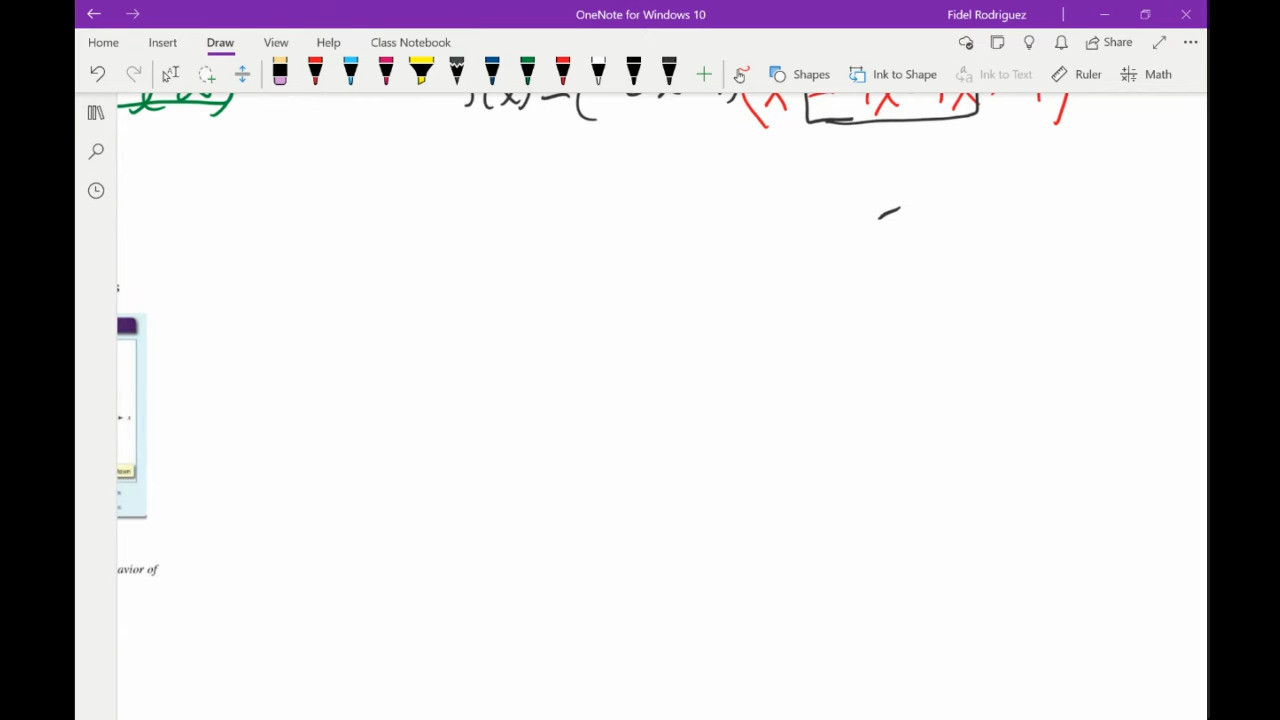 OneNote for Windows 10
Fidel Rodriguez
Home Insert Draw View Help Class Notebook
Share
Shapes Ink to Shape Ink to Text Ruler Math
s
avior of